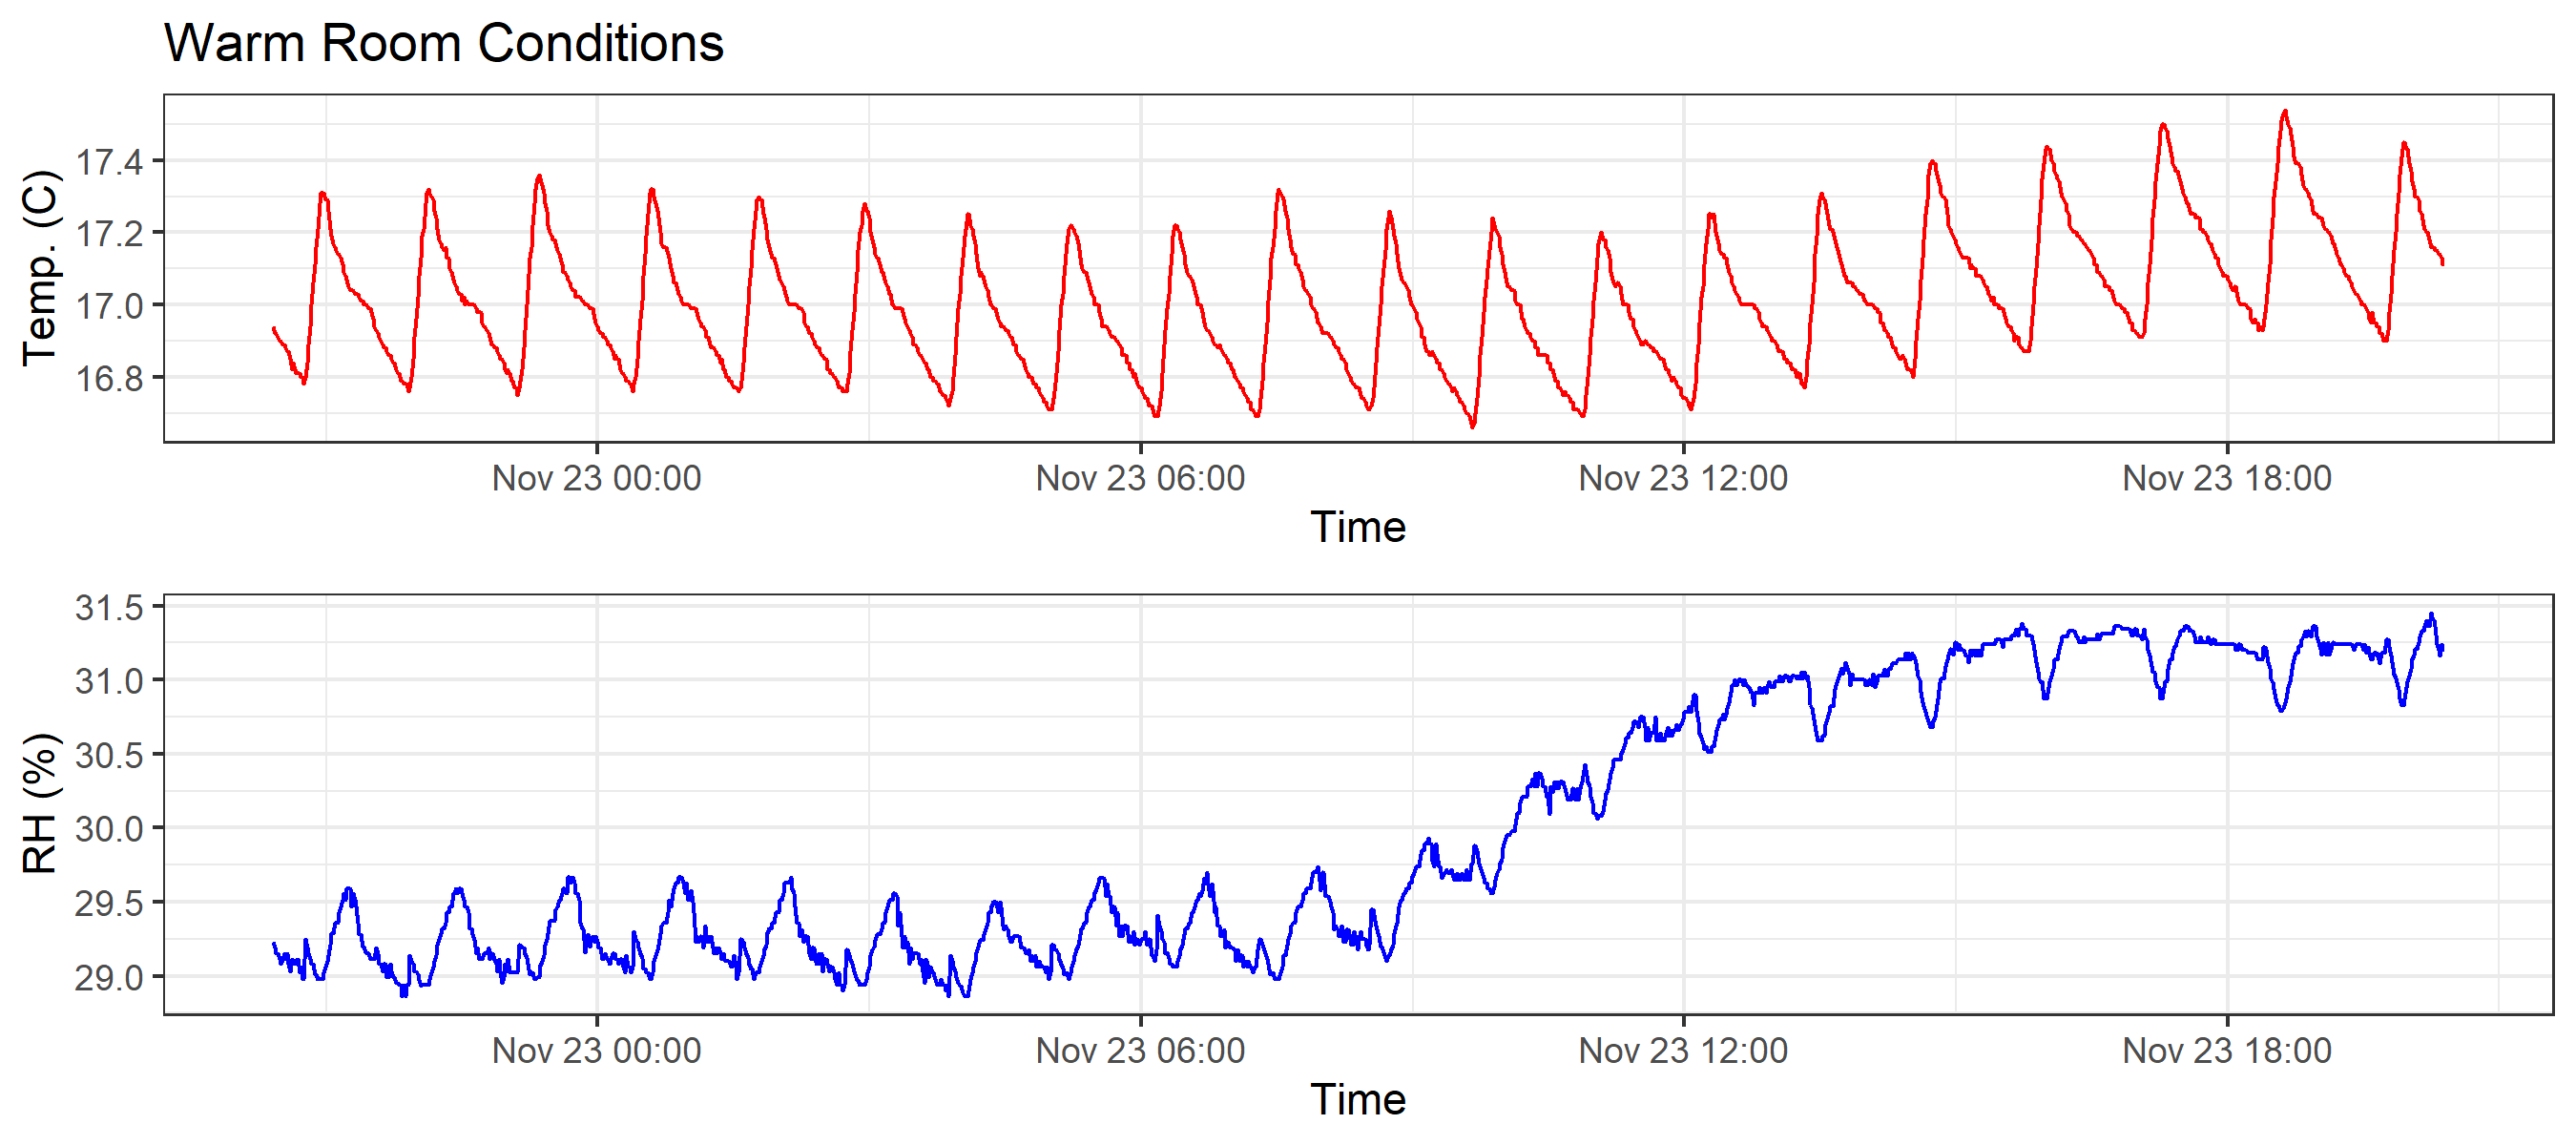 Warm Room Conditions
Temp. (C)
17.4
17.2
17.0
16.8
Nov 23 00:00 Nov 23 06:00 Nov 23 12:00 Nov 23 18:00
Time
RH (%)
31.5
31.0
30.5
30.0
29.5
29.0
Nov 23 00:00 Nov 23 06:00 Nov 23 12:00 Nov 23 18:00
Time